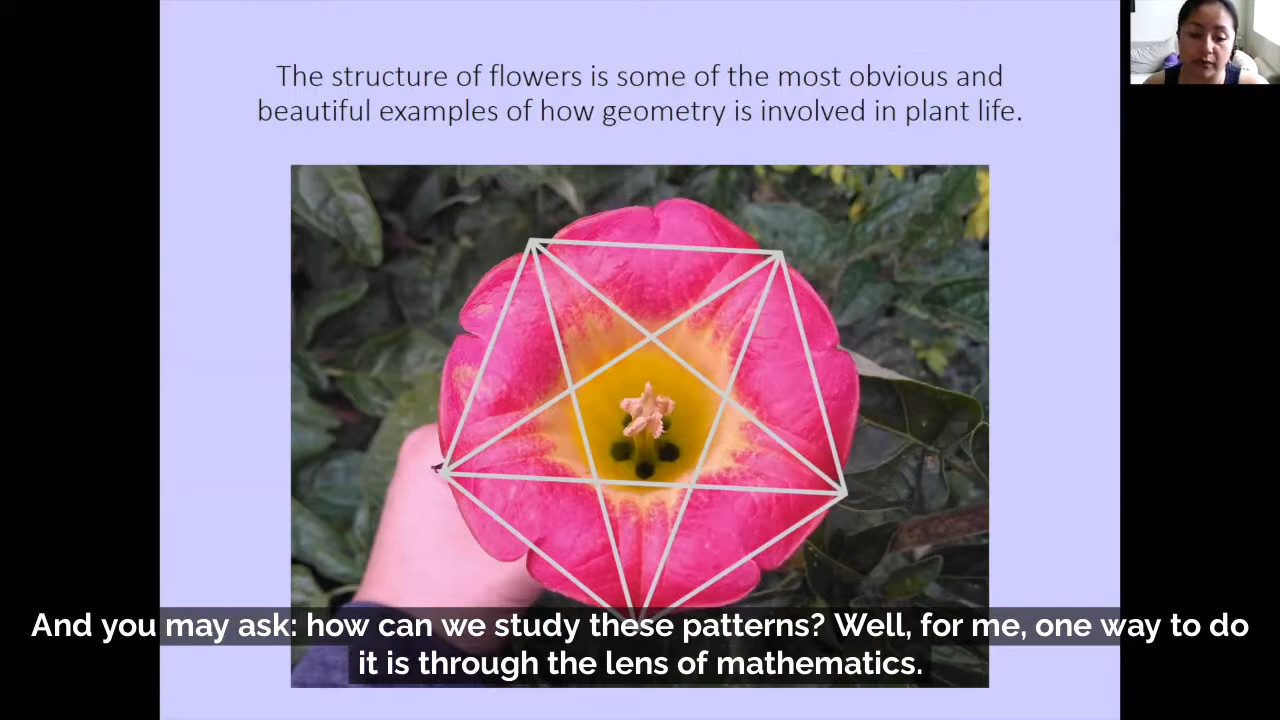 The structure of flowers is some of the most obvious and
beautiful examples of how geometry is involved in plant life.
And you may ask: how can we study these patterns? Well, for me, one way to do
it is through the lens of mathematics.